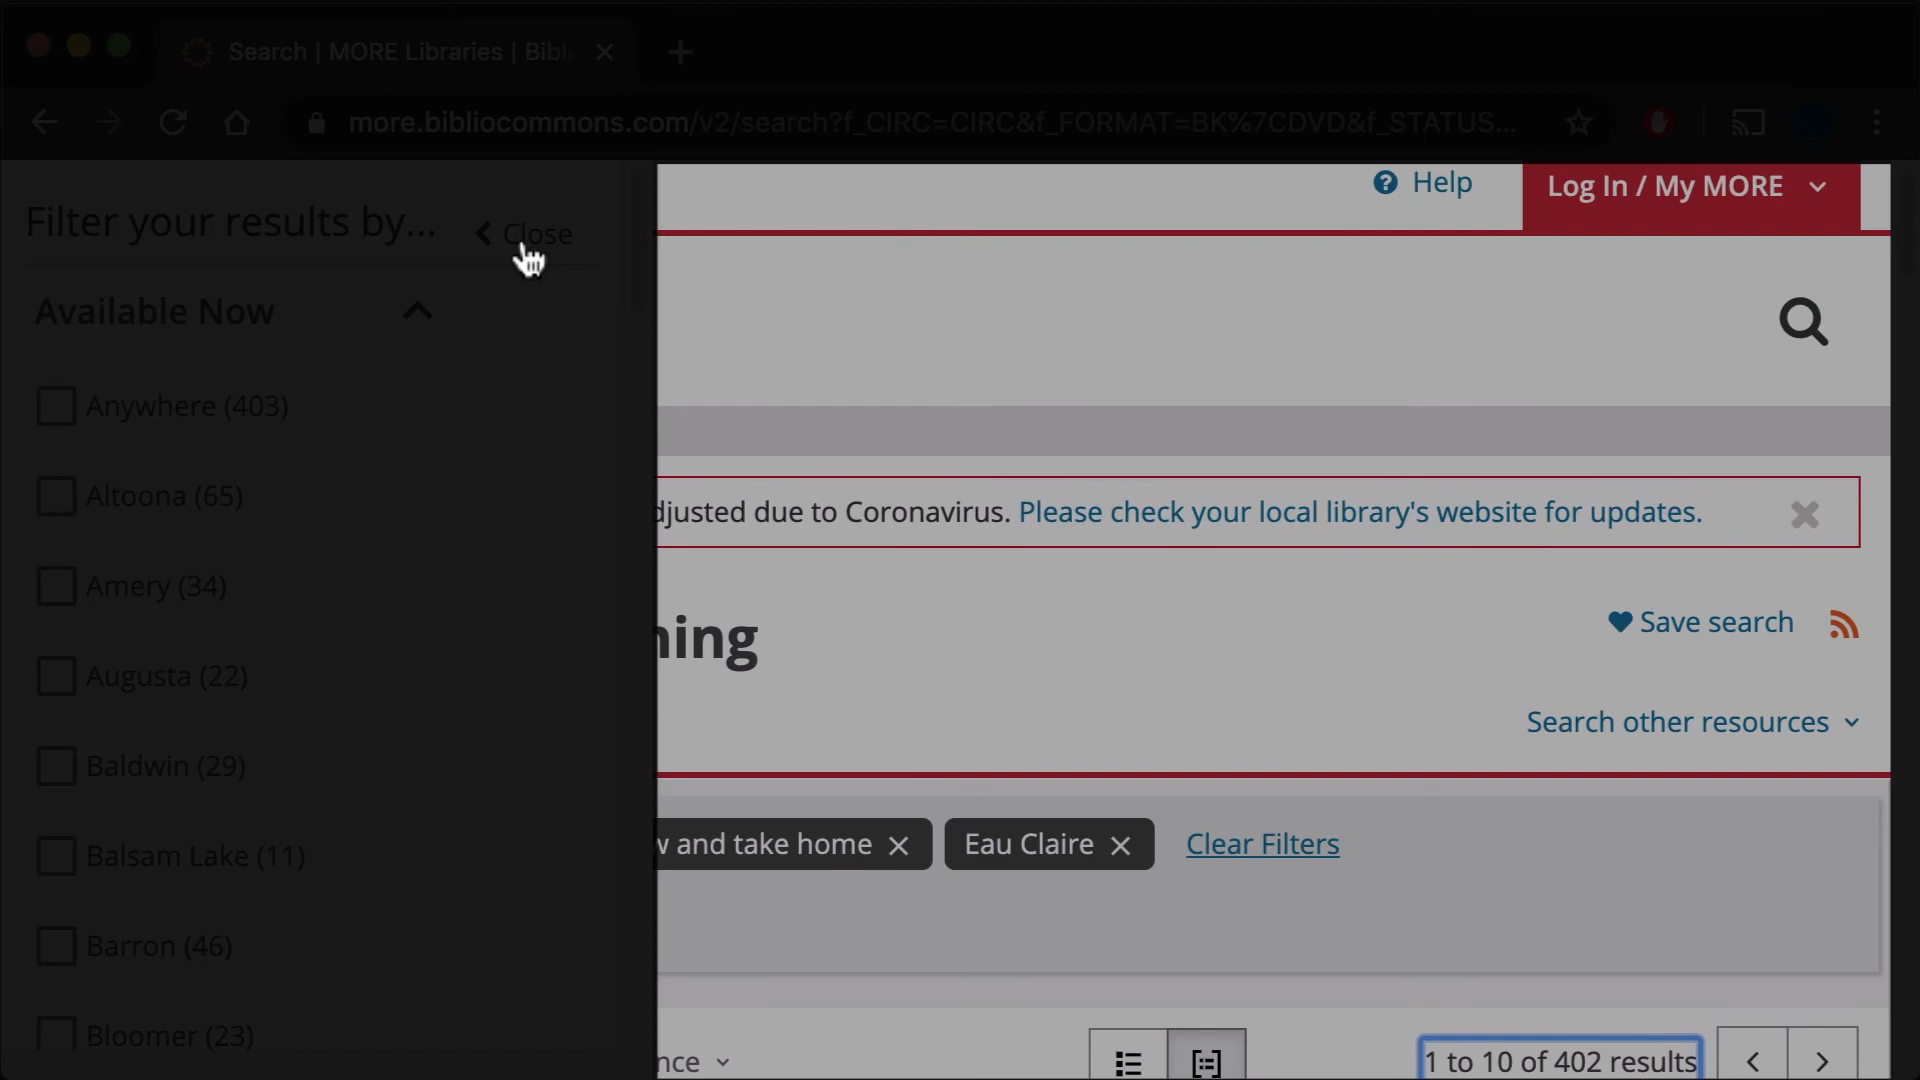 Search | MORE Libraries | Bibli
more.bibliocommons.com/v2/search?f_CIRC=CIRC&f_FORMAT=BK%7CDVD&f_STATUS...
Help
Log In / My MORE
Filter your results by...
Close
Available Now
Anywhere (403)
Altoona (65)
Amery (34)
Augusta (22)
Baldwin (29)
Balsam Lake (11)
Barron (46)
Bloomer (23)
djusted due to Coronavirus. Please check your local library's website for updates.
ning
Save search
Search other resources
w and take home
Eau Claire
Clear Filters
nce
1 to 10 of 402 results